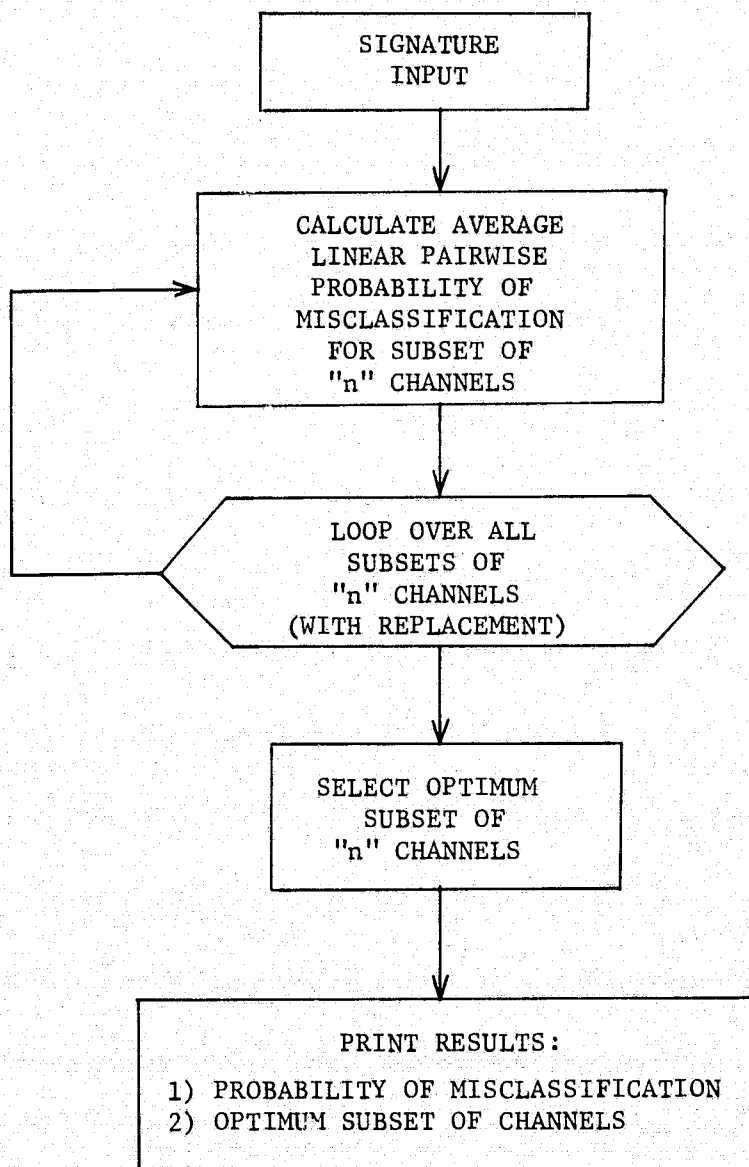 SIGNATURE
INPUT
CALCULATE AVERAGE
LINEAR PAIRWISE
PROBABILITY OF
MISCLASSIFICATION
FOR SUBSET OF
"n" CHANNELS
LOOP OVER ALL
SUBSETS OF
"n" CHANNELS
(WITH REPLACEMENT)
SELECT OPTIMUM
SUBSET OF
"n" CHANNELS
PRINT RESULTS:
1) PROBABILITY OF MISCLASSIFICATION
2) OPTIMUM SUBSET OF CHANNELS